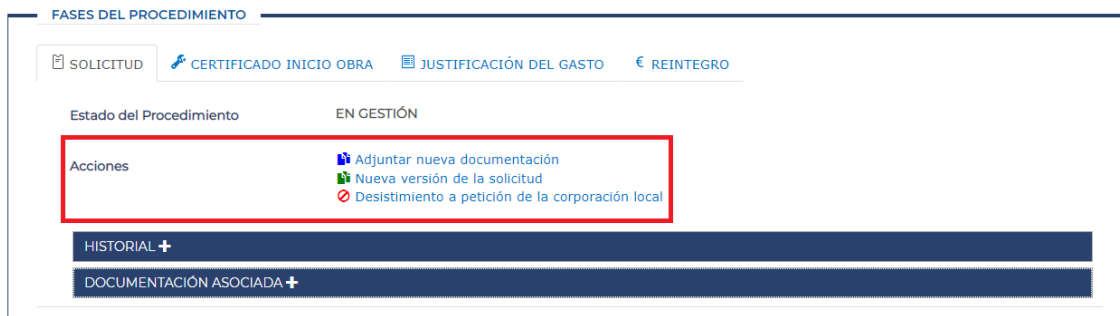 FASES DEL PROCEDIMIENTO
SOLICITUD CERTIFICADO INICIO OBRA JUSTIFICACIÓN DEL GASTO € REINTEGRO
Estado del Procedimiento EN GESTIÓN
Acciones Adjuntar nueva documentación
Nueva versión de la solicitud
Desistimiento a petición de la corporación local
HISTORIAL +
DOCUMENTACIÓN ASOCIADA +